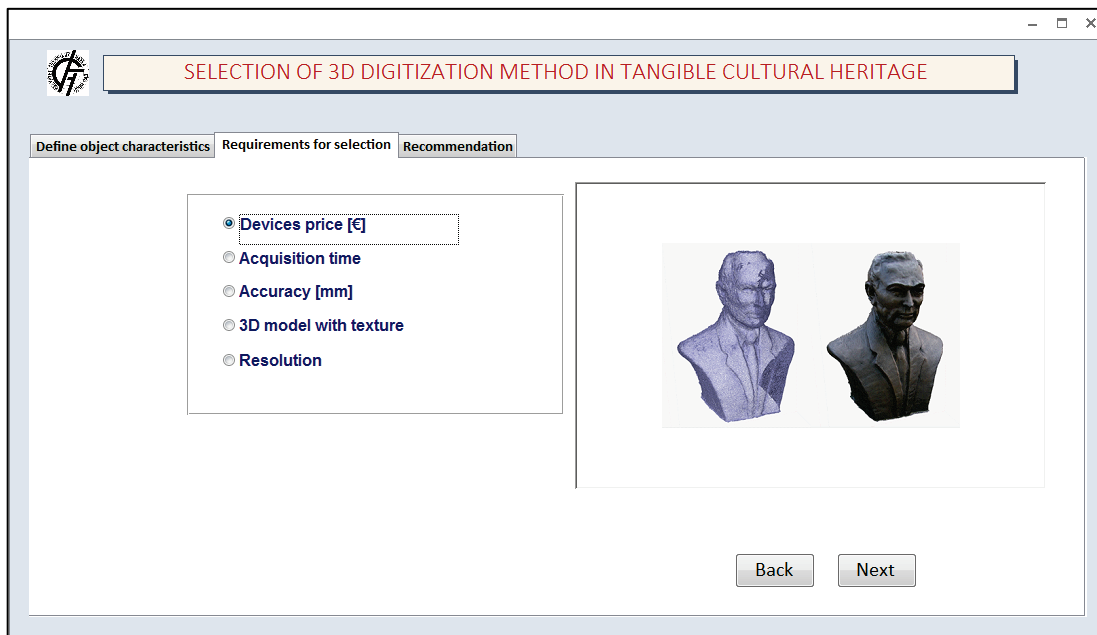 SELECTION OF 3D DIGITIZATION METHOD IN TANGIBLE CULTURAL HERITAGE
Define object characteristics Requirements for selection Recommendation
Devices price [€]
Acquisition time
Accuracy [mm]
3D model with texture
Resolution
Back Next